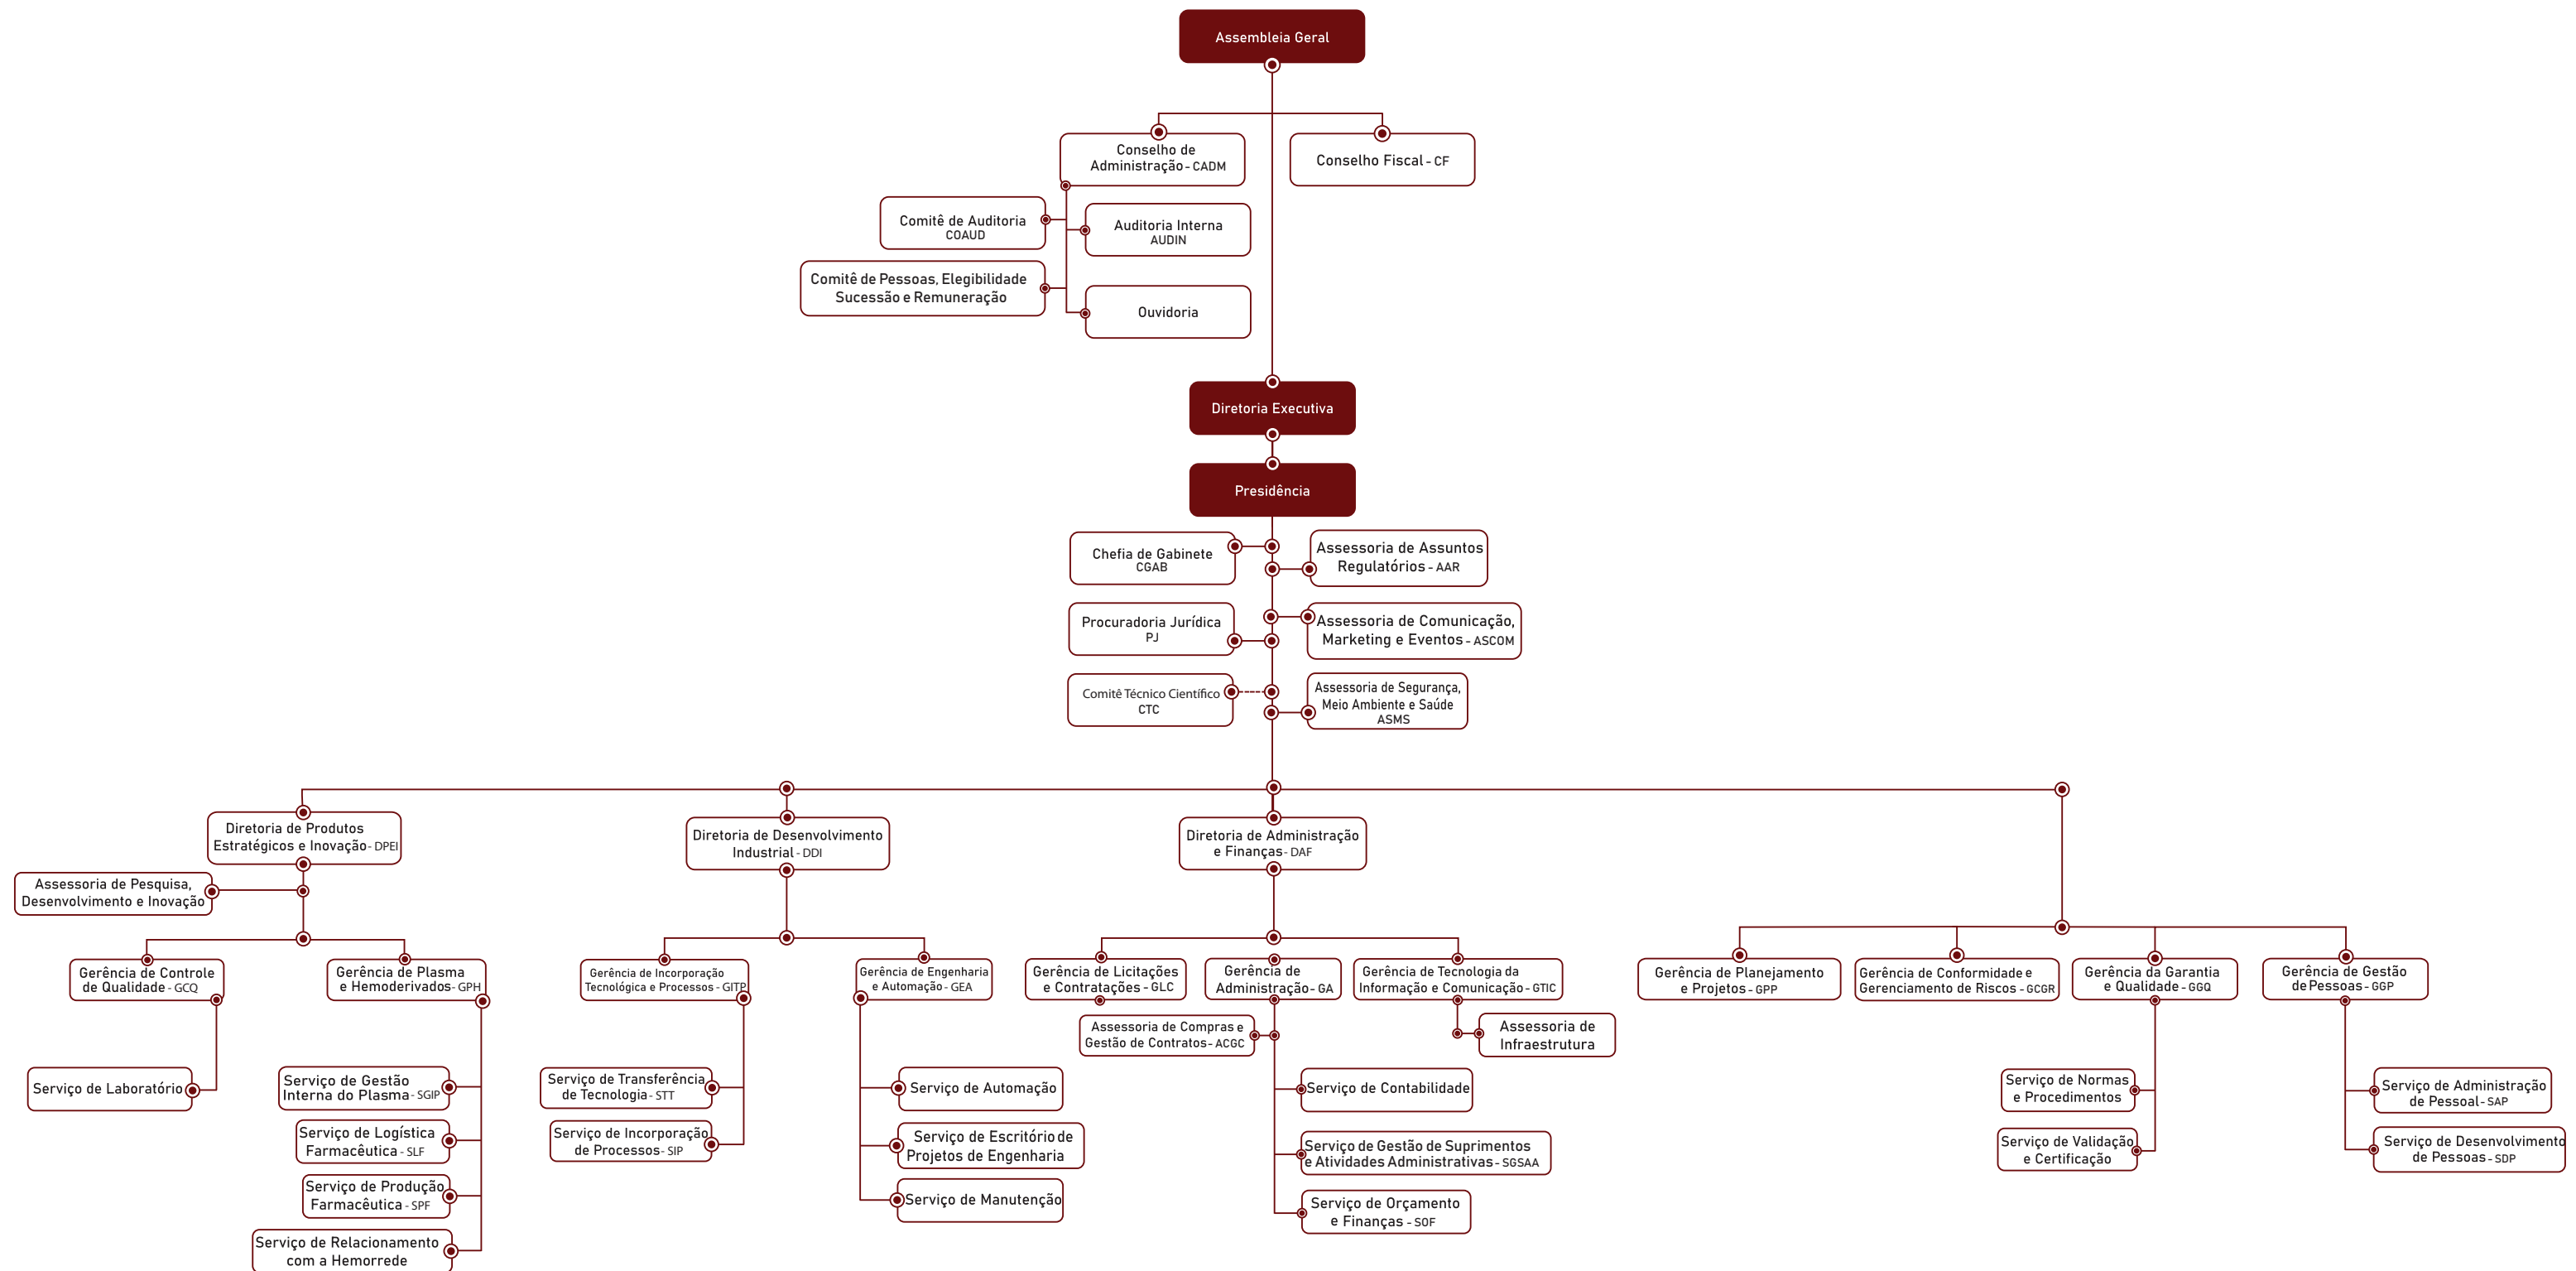 Assembleia Geral
Conselho de
Administração - CADM
Conselho Fiscal - CF
Comitê de Auditoria
COAUD
Auditoria Interna
AUDIN
Comitê de Pessoas, Elegibilidade
Sucessão e Remuneração
Ouvidoria
Diretoria Executiva
Presidência
Chefia de Gabinete
CGAB
Assessoria de Assuntos
Regulatórios - AAR
Procuradoria Jurídica
PJ
Assessoria de Comunicação,
Marketing e Eventos - ASCOM
Comitê Técnico Científico
CTC
Assessoria de Segurança,
Meio Ambiente e Saúde
ASMS
Diretoria de Produtos
Estratégicos e Inovação - DPEI
Diretoria de Desenvolvimento
Industrial - DDI
Diretoria de Administração
e Finanças - DAF
Assessoria de Pesquisa,
Desenvolvimento e Inovação
Gerência de Controle
de Qualidade - GCQ
Gerência de Plasma
e Hemoderivados - GPH
Gerência de Incorporação
Tecnológica e Processos - GITP
Gerência de Engenharia
e Automação - GEA
Gerência de Licitações
e Contratações - GLC
Gerência de
Administração - GA
Gerência de Tecnologia da
Informação e Comunicação - GTIC
Gerência de Planejamento
e Projetos - GPP
Gerência de Conformidade e
Gerenciamento de Riscos - GCGR
Gerência da Garantia
e Qualidade - GGQ
Gerência de Gestão
de Pessoas - GGP
Assessoria de Compras e
Gestão de Contratos - ACGC
Assessoria de
Infraestrutura
Serviço de Laboratório
Serviço de Gestão
Interna do Plasma - SGIP
Serviço de Logística
Farmacêutica - SLF
Serviço de Produção
Farmacêutica - SPF
Serviço de Relacionamento
com a Hemorrede
Serviço de Transferência
de Tecnologia - STT
Serviço de Incorporação
de Processos - SIP
Serviço de Automação
Serviço de Escritório de
Projetos de Engenharia
Serviço de Manutenção
Serviço de Contabilidade
Serviço de Gestão de Suprimentos
e Atividades Administrativas - SGSAA
Serviço de Orçamento
e Finanças - SOF
Serviço de Normas
e Procedimentos
Serviço de Validação
e Certificação
Serviço de Administração
de Pessoal - SAP
Serviço de Desenvolvimento
de Pessoas - SDP